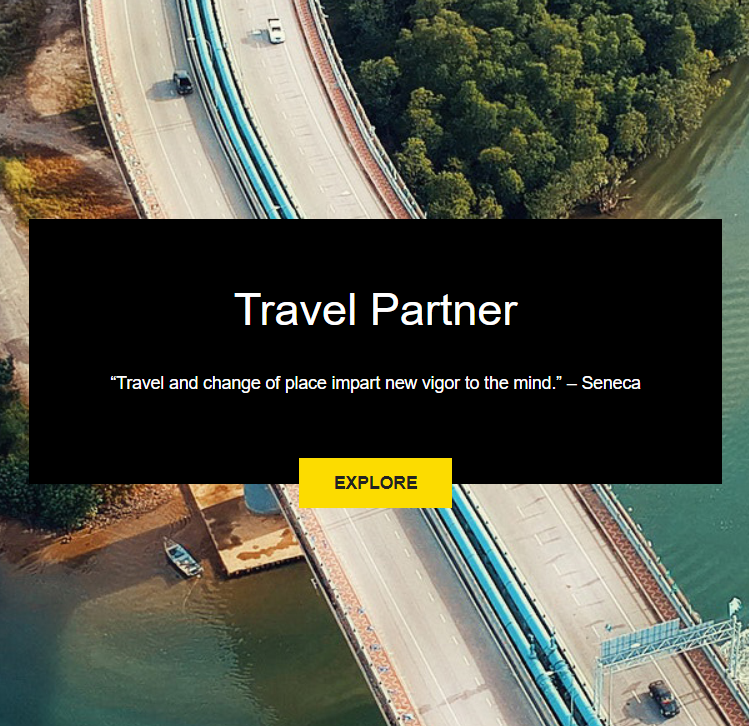 Travel Partner
“Travel and change of place impart new vigor to the mind.” – Seneca
EXPLORE